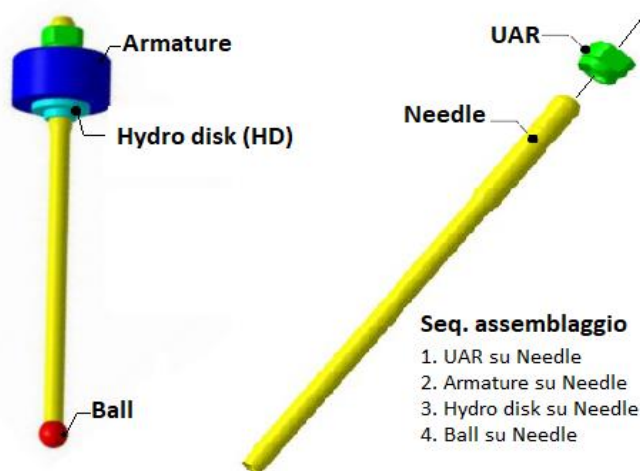 Armature
Hydro disk (HD)
Ball
UAR
Needle
Seq. assemblaggio
1. UAR su Needle
2. Armature su Needle
3. Hydro disk su Needle
4. Ball su Needle